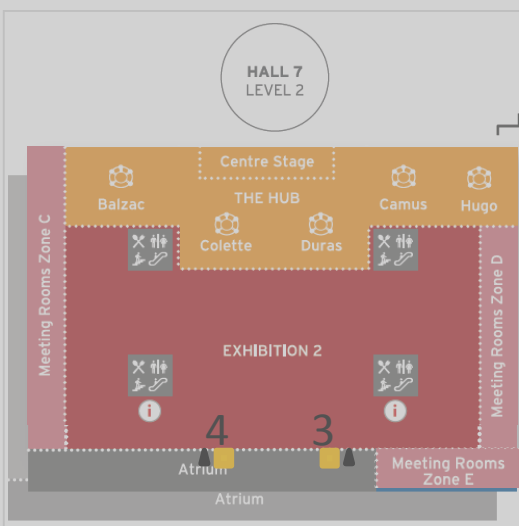 HALL 7
LEVEL 2
Centre Stage
THE HUB
Balzac
Camus
Hugo
Colette
Duras
Meeting Rooms Zone C
Meeting Rooms Zone D
EXHIBITION 2
i
i
4
3
Atrium
Meeting Rooms
Zone E
Atrium